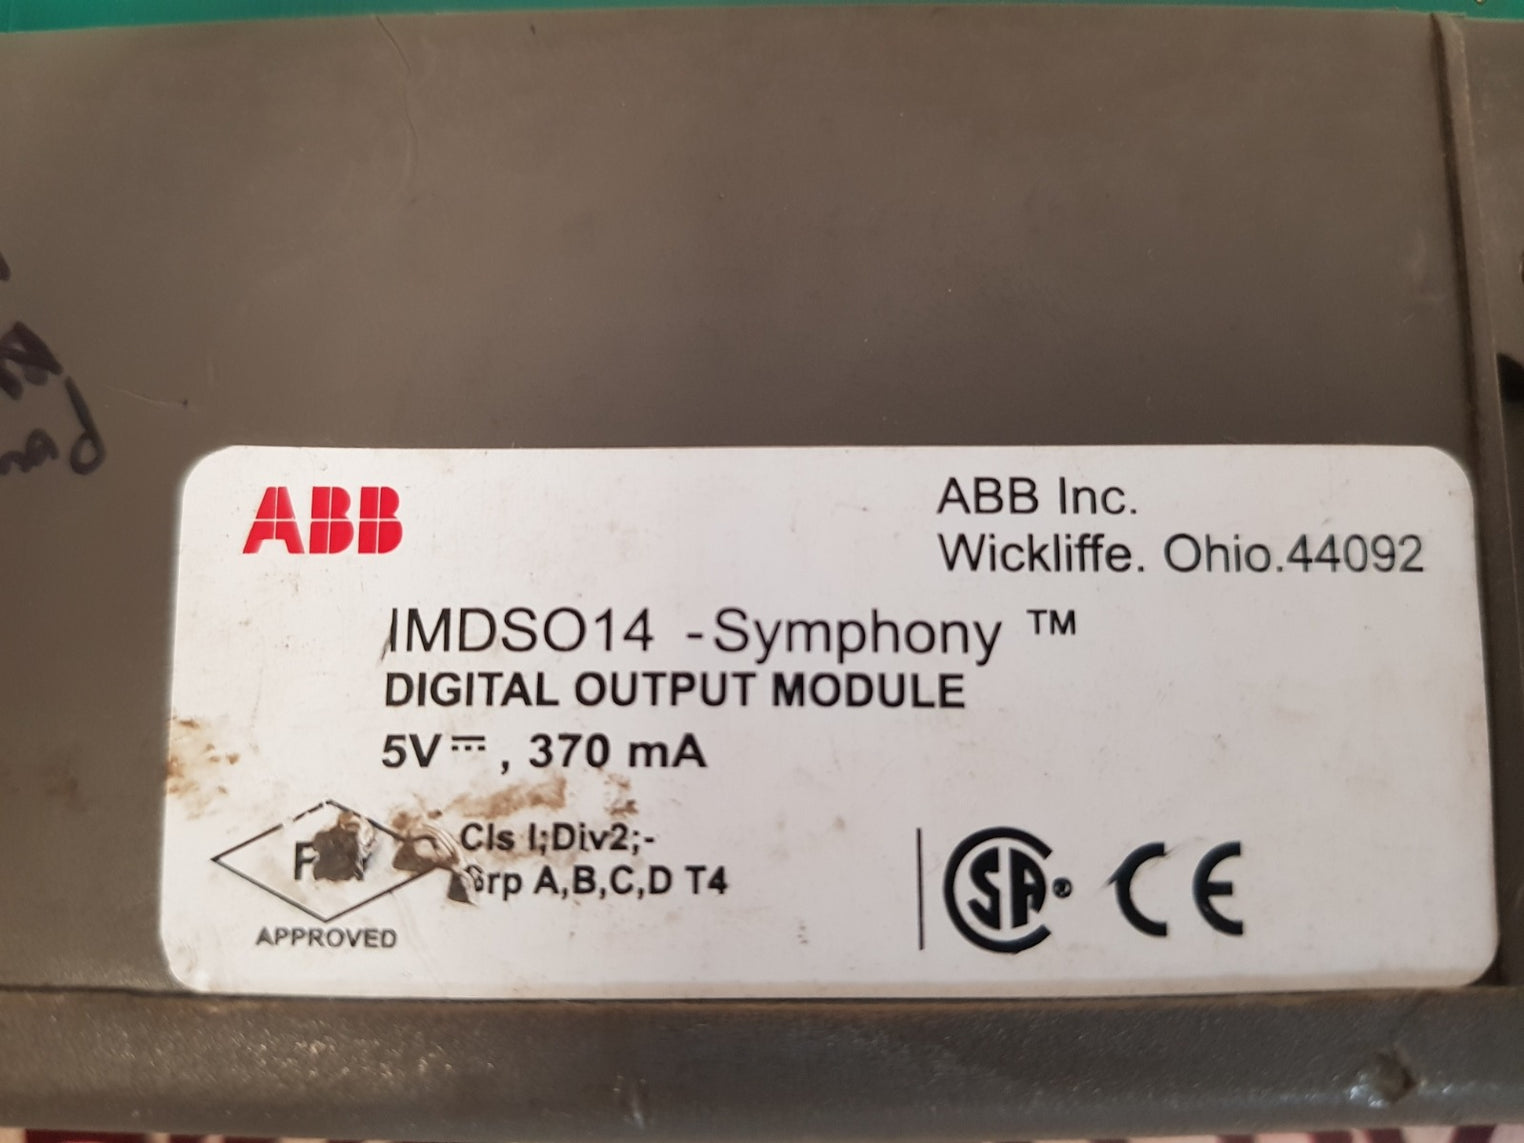 ABB
ABB Inc.
Wickliffe. Ohio.44092
IMDSO14 -Symphony ™
DIGITAL OUTPUT MODULE
5V⎓, 370 mA
Cls I;Div2;-
Grp A,B,C,D T4
APPROVED
SA®
CE